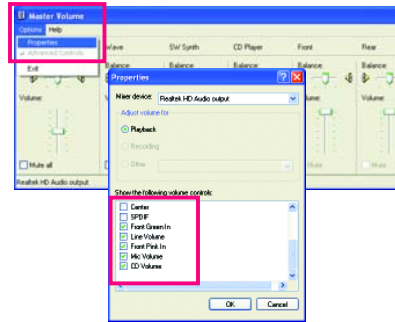 Master Volume
Options Help
Properties
Advanced Controls
Exit
Wave SW Synth CD Player Front Rear
Balance: Balance: Balance: Balance: Balance:
Volume:
Mute all
Mute
Mute
Realtek HD Audio output
Properties
Mixer device: Realtek HD Audio output
Adjust volume for
Playback
Recording
Other
Show the following volume controls:
Center
SPDIF
Front Green In
Line Volume
Front Pink In
Mic Volume
CD Volume
OK Cancel